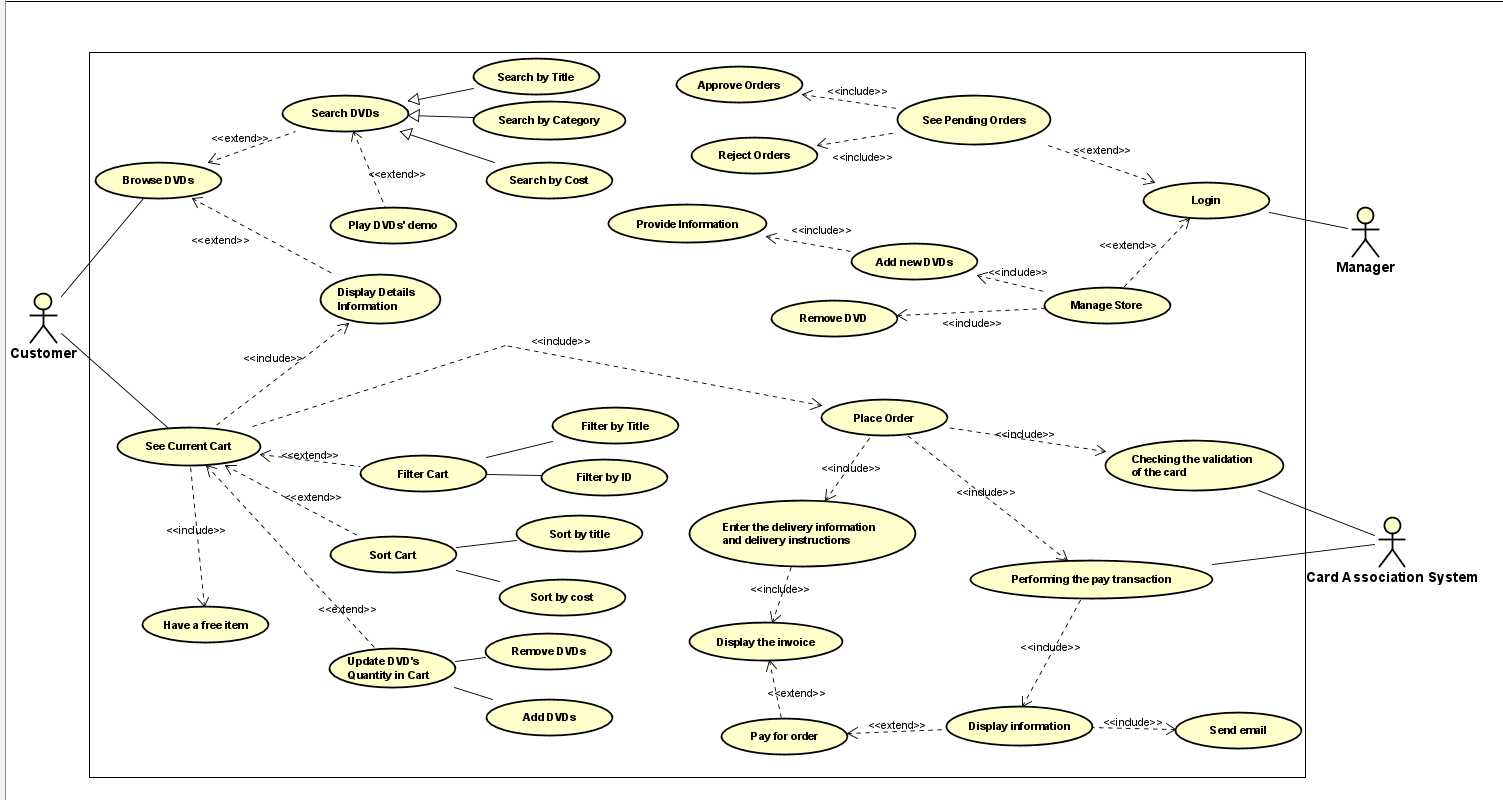 Search by Title
Approve Orders
<<include>>
Search DVDs
Search by Category
See Pending Orders
<<extend>>
<<extend>>
Reject Orders
<<include>>
Browse DVDs
<<extend>>
Search by Cost
Login
Play DVDs' demo
Provide Information
<<include>>
<<extend>>
<<extend>>
Manager
Add new DVDs
<<include>>
Display Details
Information
Manage Store
Remove DVD
<<include>>
Customer
<<include>>
<<include>>
Place Order
Filter by Title
<<include>>
See Current Cart
<<extend>>
Filter Cart
Filter by ID
<<include>>
Checking the validation
of the card
<<extend>>
<<include>>
<<include>>
Sort by title
Enter the delivery information
and delivery instructions
Sort Cart
Performing the pay transaction
Card Association System
<<include>>
Sort by cost
<<extend>>
Have a free item
Display the invoice
<<include>>
Remove DVDs
Update DVD's
Quantity in Cart
<<extend>>
Add DVDs
Pay for order
<<extend>>
Display information
<<include>>
Send email